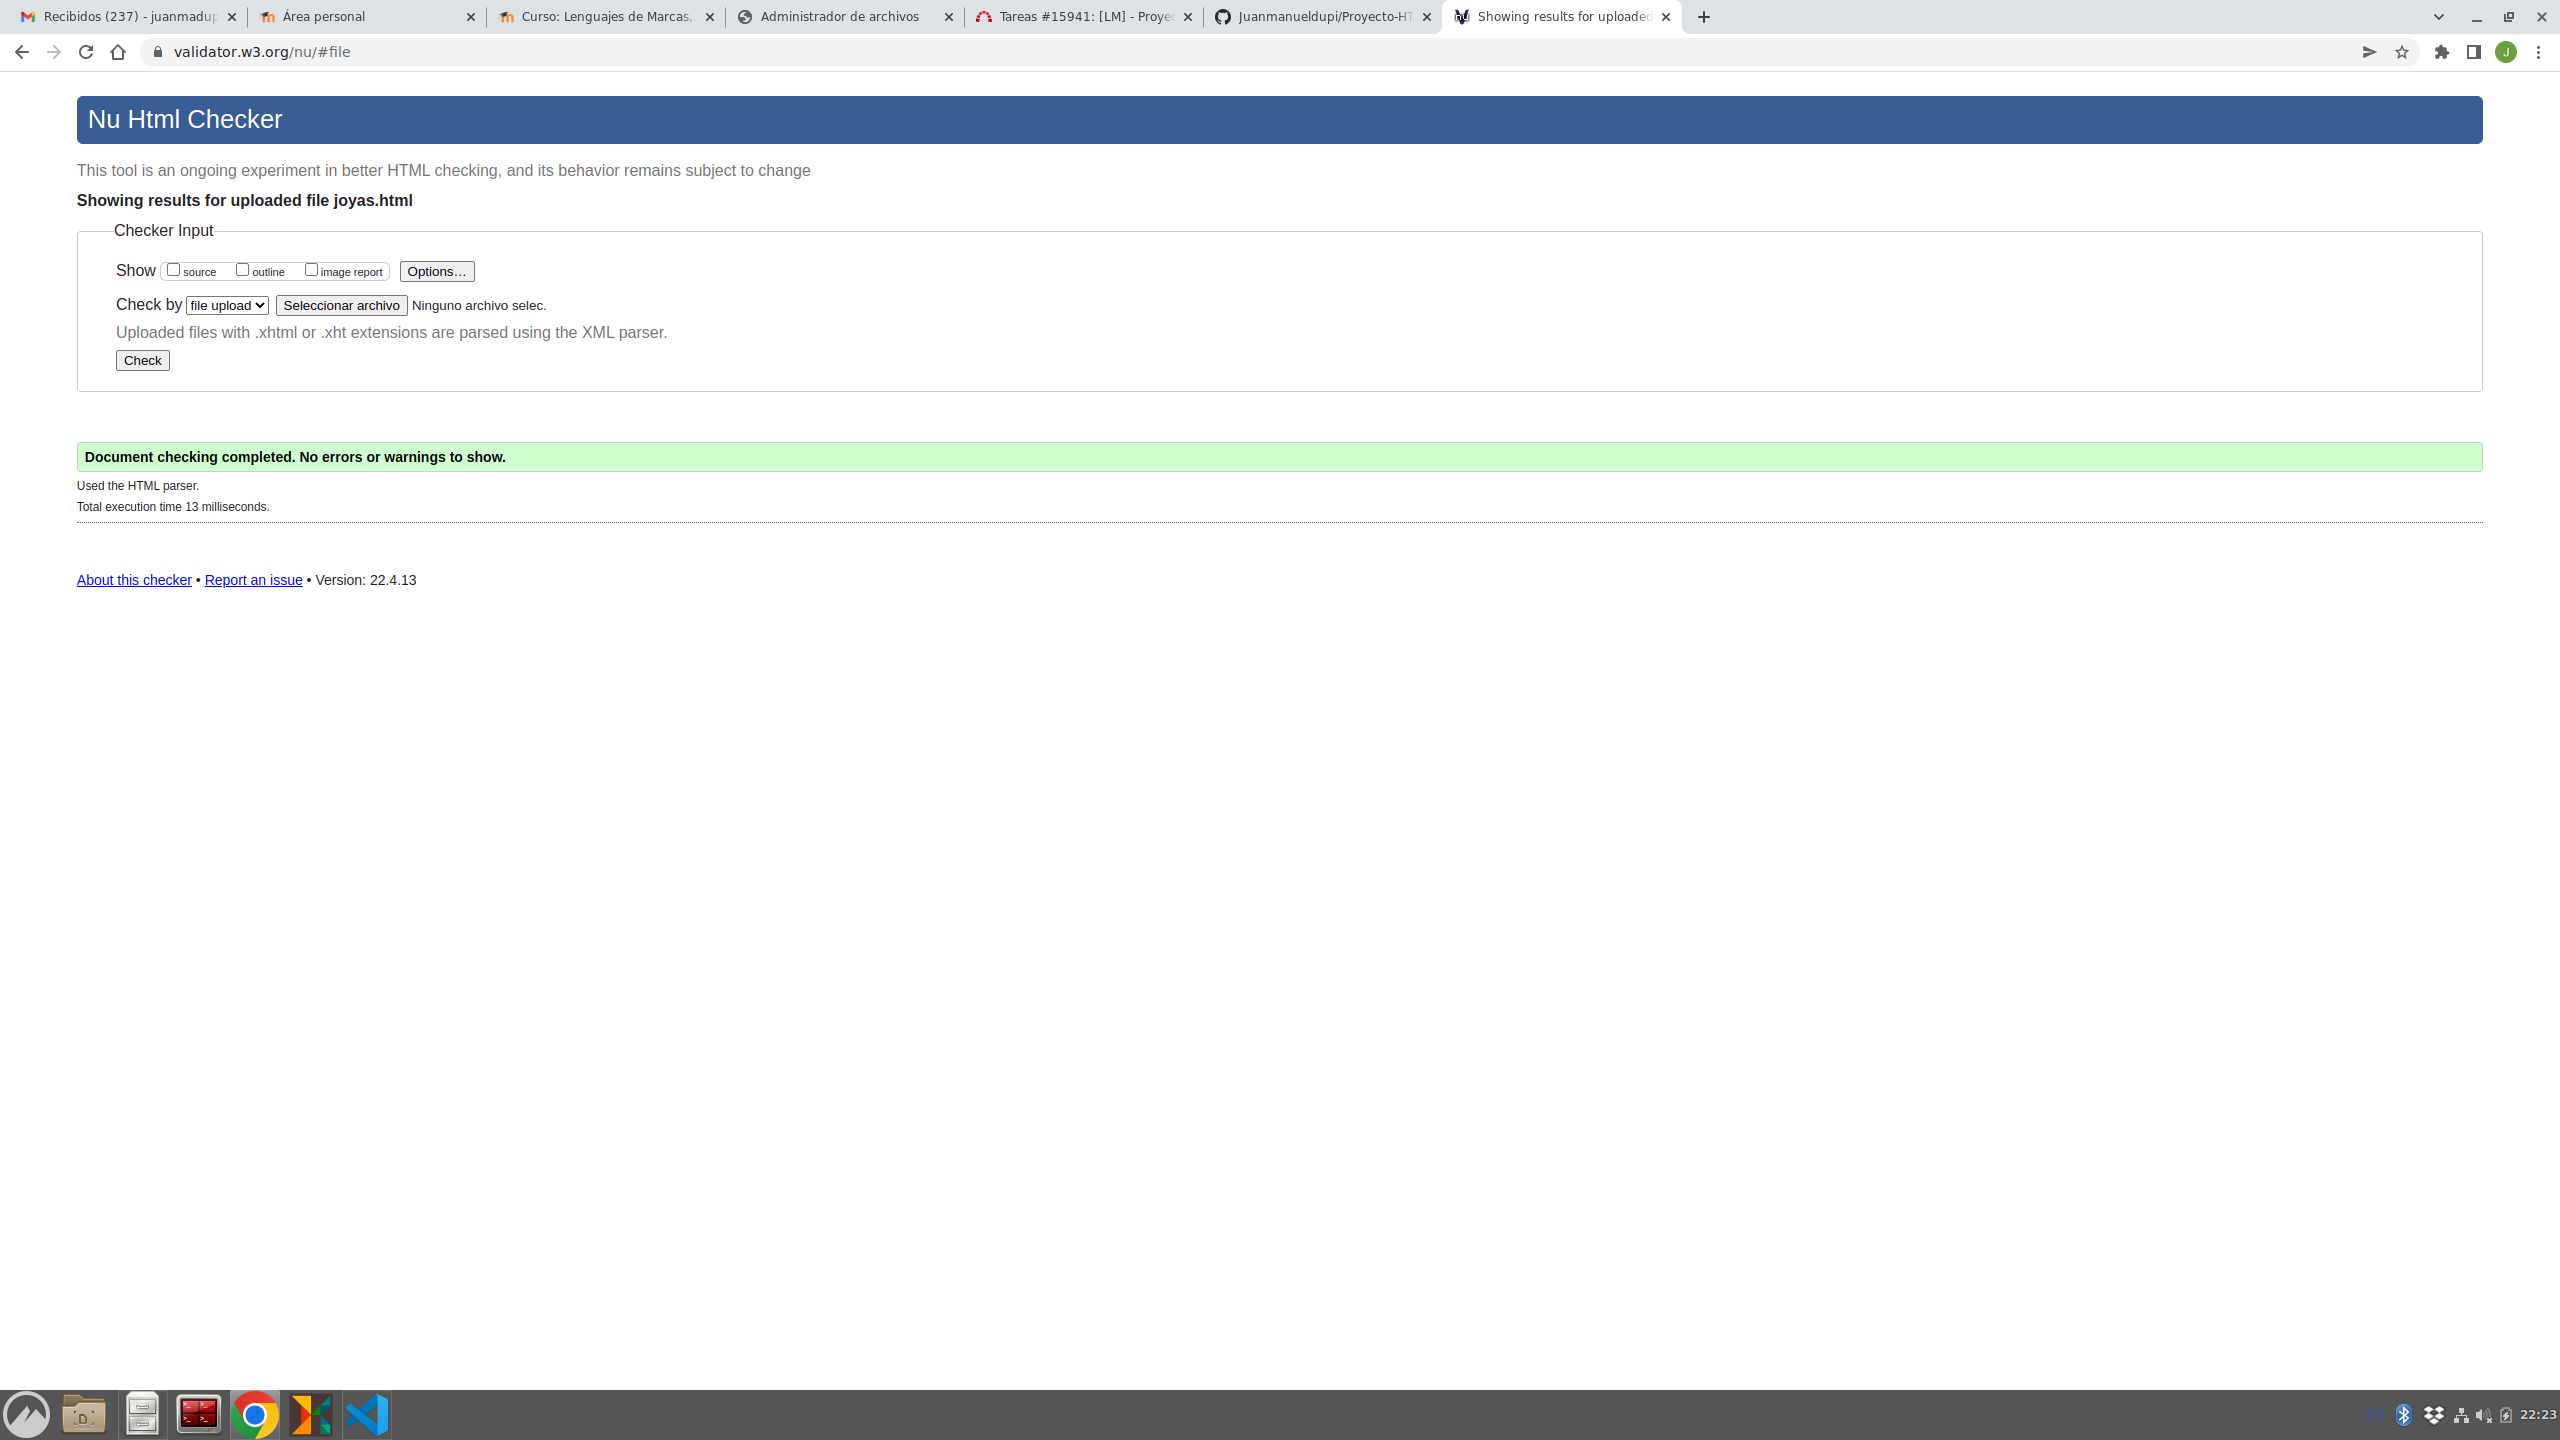 Recibidos (237) - juanmadup
Área personal
Curso: Lenguajes de Marcas,
Administrador de archivos
Tareas #15941: [LM] - Proyec
Juanmanueldupi/Proyecto-HT
Showing results for uploaded
validator.w3.org/nu/#file
J
Nu Html Checker
This tool is an ongoing experiment in better HTML checking, and its behavior remains subject to change
Showing results for uploaded file joyas.html
Checker Input
Show source outline image report Options...
Check by file upload Seleccionar archivo Ninguno archivo selec.
Uploaded files with .xhtml or .xht extensions are parsed using the XML parser.
Check
Document checking completed. No errors or warnings to show.
Used the HTML parser.
Total execution time 13 milliseconds.
About this checker • Report an issue • Version: 22.4.13
22:23